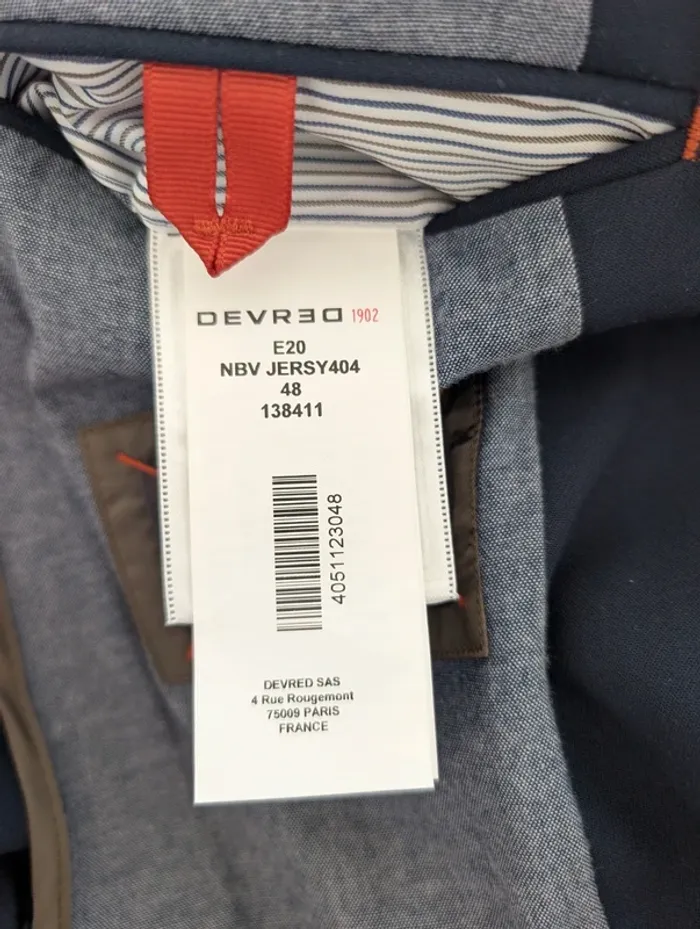 DEVRED 1902
E20
NBV JERSY404
48
138411
4051123048
DEVRED SAS
4 Rue Rougemont
75009 PARIS
FRANCE